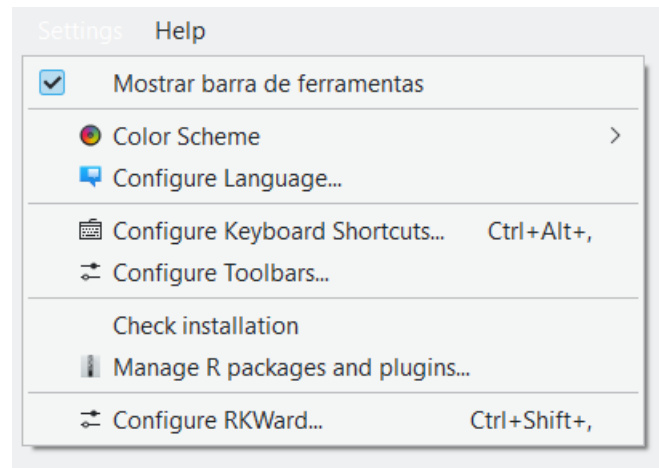 Settings Help
Mostrar barra de ferramentas
Color Scheme
Configure Language...
Configure Keyboard Shortcuts... Ctrl+Alt+,
Configure Toolbars...
Check installation
Manage R packages and plugins...
Configure RKWard... Ctrl+Shift+,